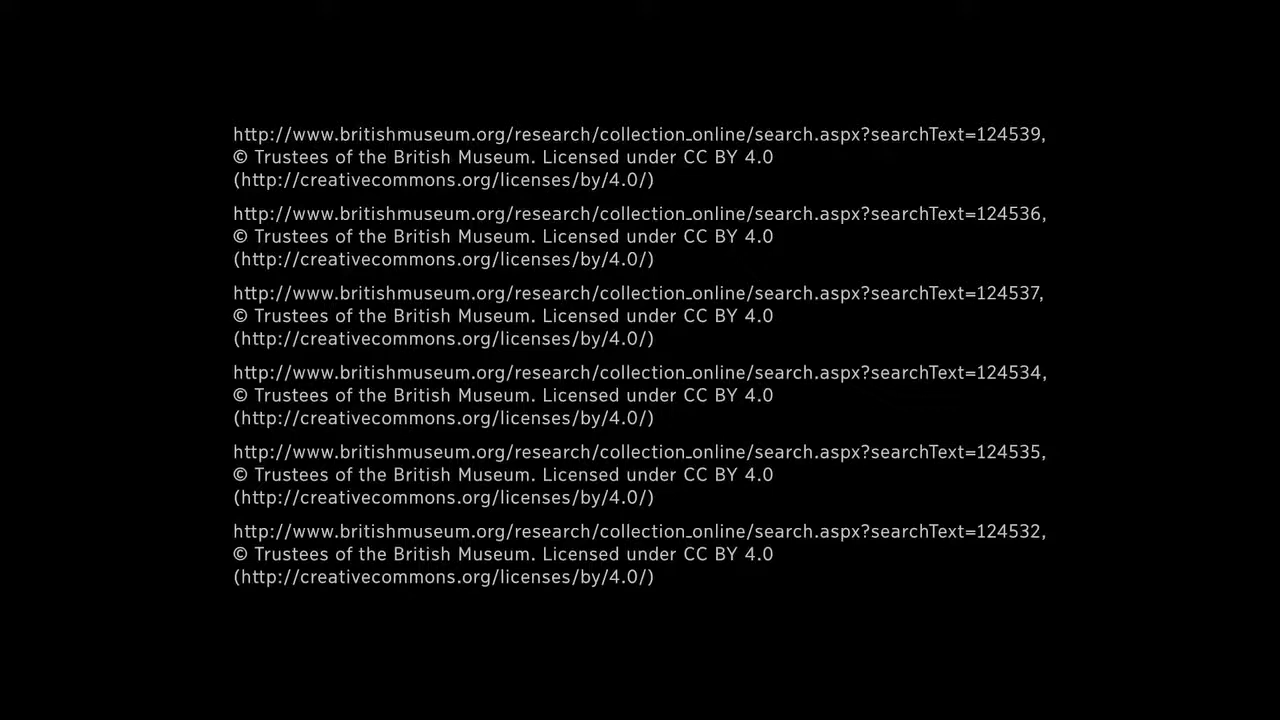 http://www.britishmuseum.org/research/collection_online/search.aspx?searchText=124539,
© Trustees of the British Museum. Licensed under CC BY 4.0
(http://creativecommons.org/licenses/by/4.0/)
http://www.britishmuseum.org/research/collection_online/search.aspx?searchText=124536,
© Trustees of the British Museum. Licensed under CC BY 4.0
(http://creativecommons.org/licenses/by/4.0/)
http://www.britishmuseum.org/research/collection_online/search.aspx?searchText=124537,
© Trustees of the British Museum. Licensed under CC BY 4.0
(http://creativecommons.org/licenses/by/4.0/)
http://www.britishmuseum.org/research/collection_online/search.aspx?searchText=124534,
© Trustees of the British Museum. Licensed under CC BY 4.0
(http://creativecommons.org/licenses/by/4.0/)
http://www.britishmuseum.org/research/collection_online/search.aspx?searchText=124535,
© Trustees of the British Museum. Licensed under CC BY 4.0
(http://creativecommons.org/licenses/by/4.0/)
http://www.britishmuseum.org/research/collection_online/search.aspx?searchText=124532,
© Trustees of the British Museum. Licensed under CC BY 4.0
(http://creativecommons.org/licenses/by/4.0/)